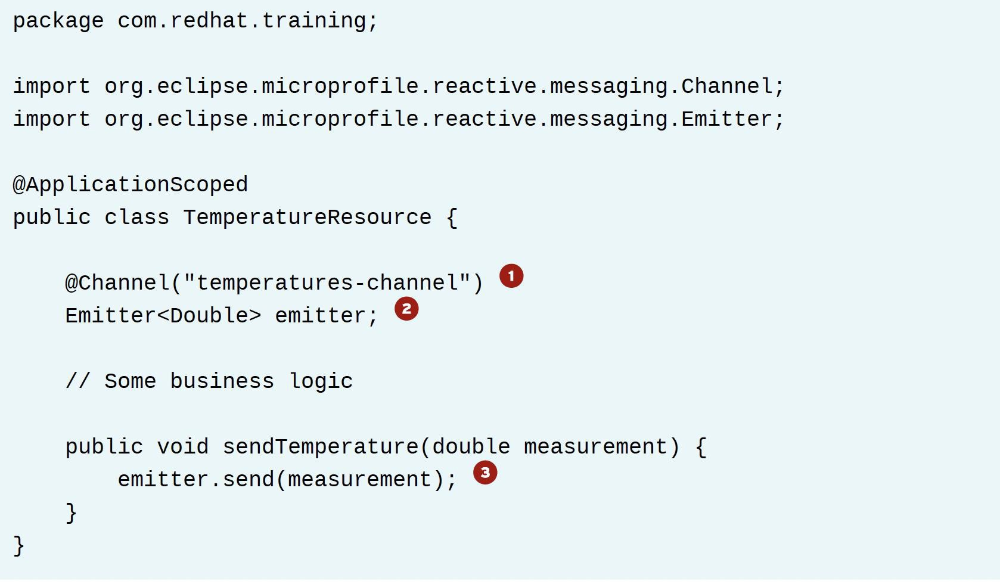 package com.redhat.training;
import org.eclipse.microprofile.reactive.messaging.Channel;
import org.eclipse.microprofile.reactive.messaging.Emitter;
@ApplicationScoped
public class TemperatureResource {
@Channel("temperatures-channel") 1
Emitter<Double> emitter; 2
// Some business logic
public void sendTemperature(double measurement) {
emitter.send(measurement); 3
}
}